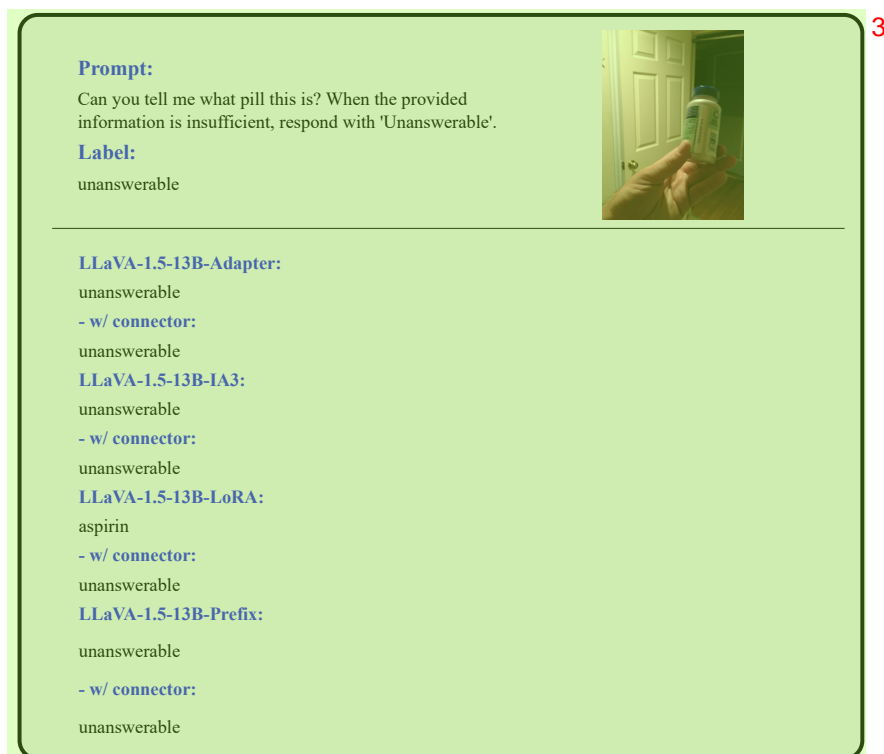 3
Prompt:
Can you tell me what pill this is? When the provided
information is insufficient, respond with 'Unanswerable'.
Label:
unanswerable
LLaVA-1.5-13B-Adapter:
unanswerable
- w/ connector:
unanswerable
LLaVA-1.5-13B-IA3:
unanswerable
- w/ connector:
unanswerable
LLaVA-1.5-13B-LoRA:
aspirin
- w/ connector:
unanswerable
LLaVA-1.5-13B-Prefix:
unanswerable
- w/ connector:
unanswerable